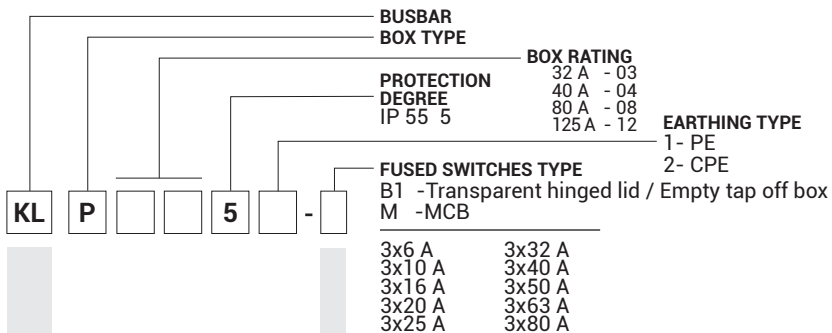 BUSBAR
BOX TYPE
BOX RATING
32 A - 03
40 A - 04
80 A - 08
125 A - 12
PROTECTION
DEGREE
IP 55 5
EARTHING TYPE
1- PE
2- CPE
FUSED SWITCHES TYPE
B1 -Transparent hinged lid / Empty tap off box
M -MCB
KL P 5 -
3x6 A 3x32 A
3x10 A 3x40 A
3x16 A 3x50 A
3x20 A 3x63 A
3x25 A 3x80 A